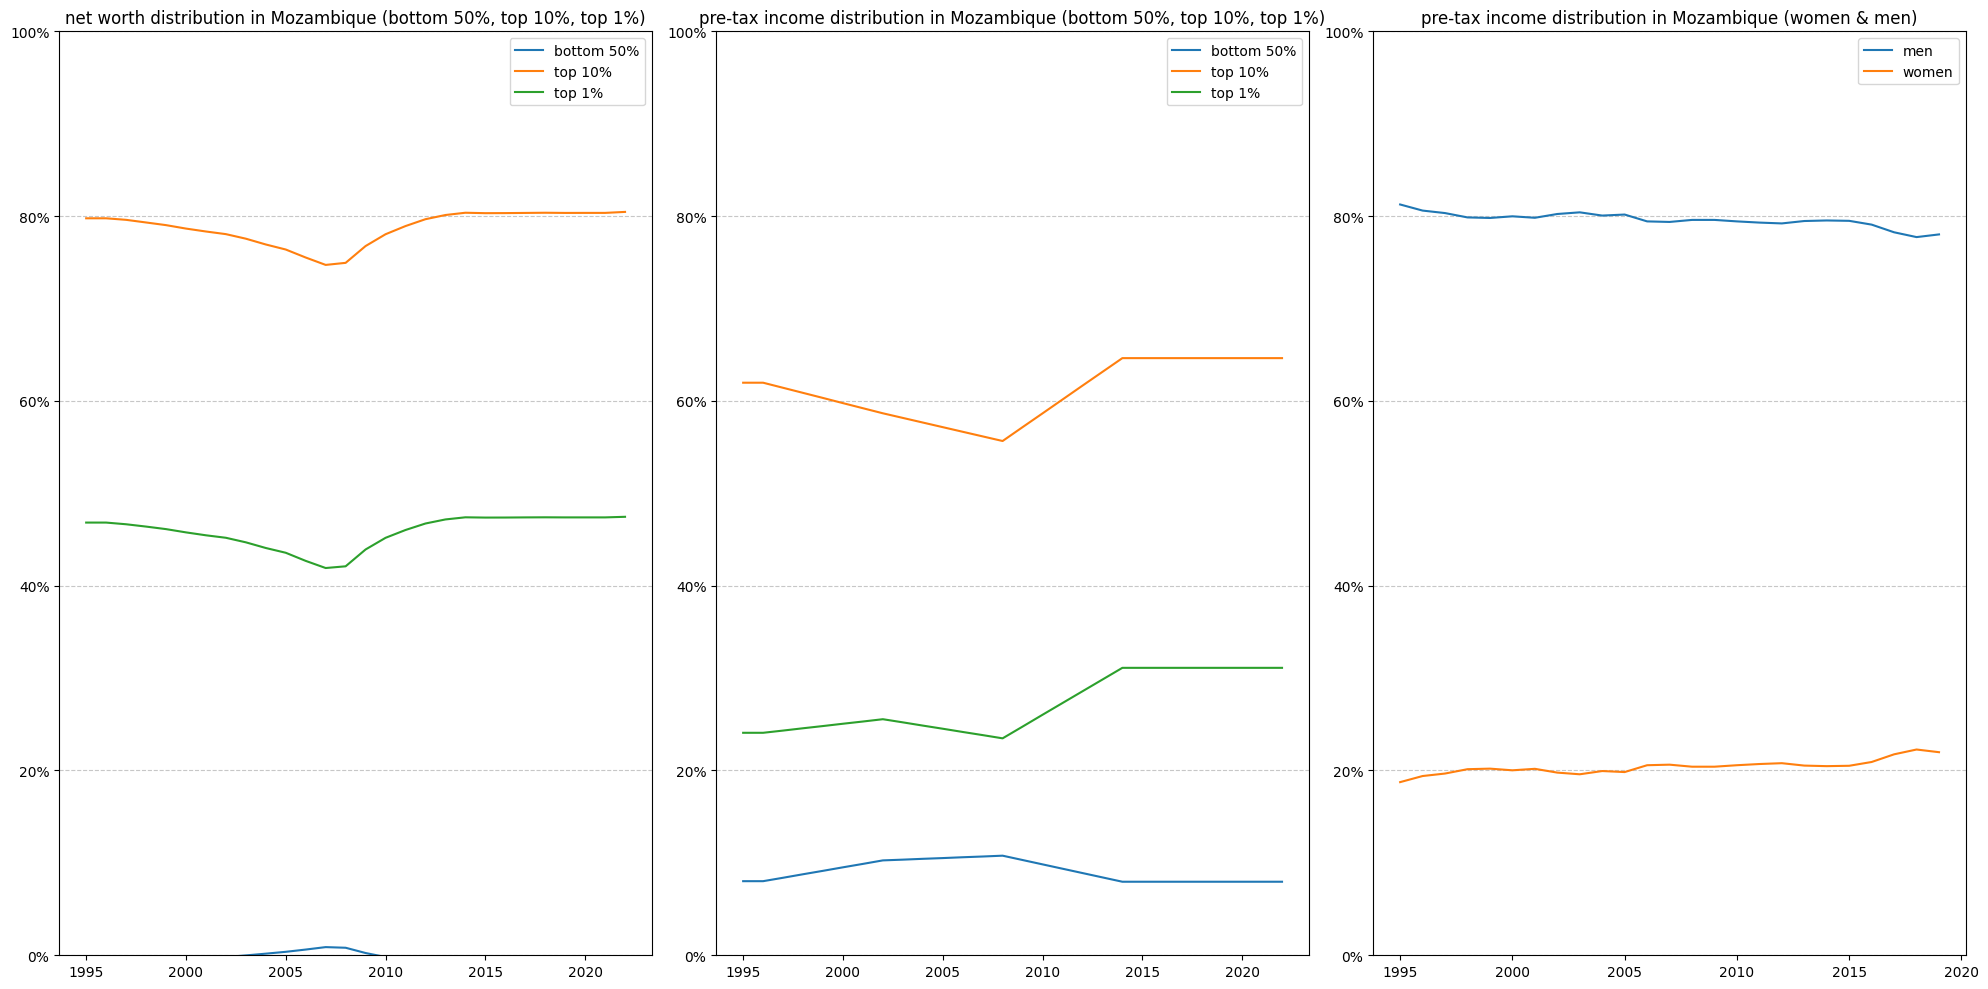 net worth distribution in Mozambique (bottom 50%, top 10%, top 1%)
100%
80%
60%
40%
20%
0%
1995 2000 2005 2010 2015 2020
bottom 50%
top 10%
top 1%
pre-tax income distribution in Mozambique (bottom 50%, top 10%, top 1%)
100%
80%
60%
40%
20%
0%
1995 2000 2005 2010 2015 2020
bottom 50%
top 10%
top 1%
pre-tax income distribution in Mozambique (women & men)
100%
80%
60%
40%
20%
0%
1995 2000 2005 2010 2015 2020
men
women